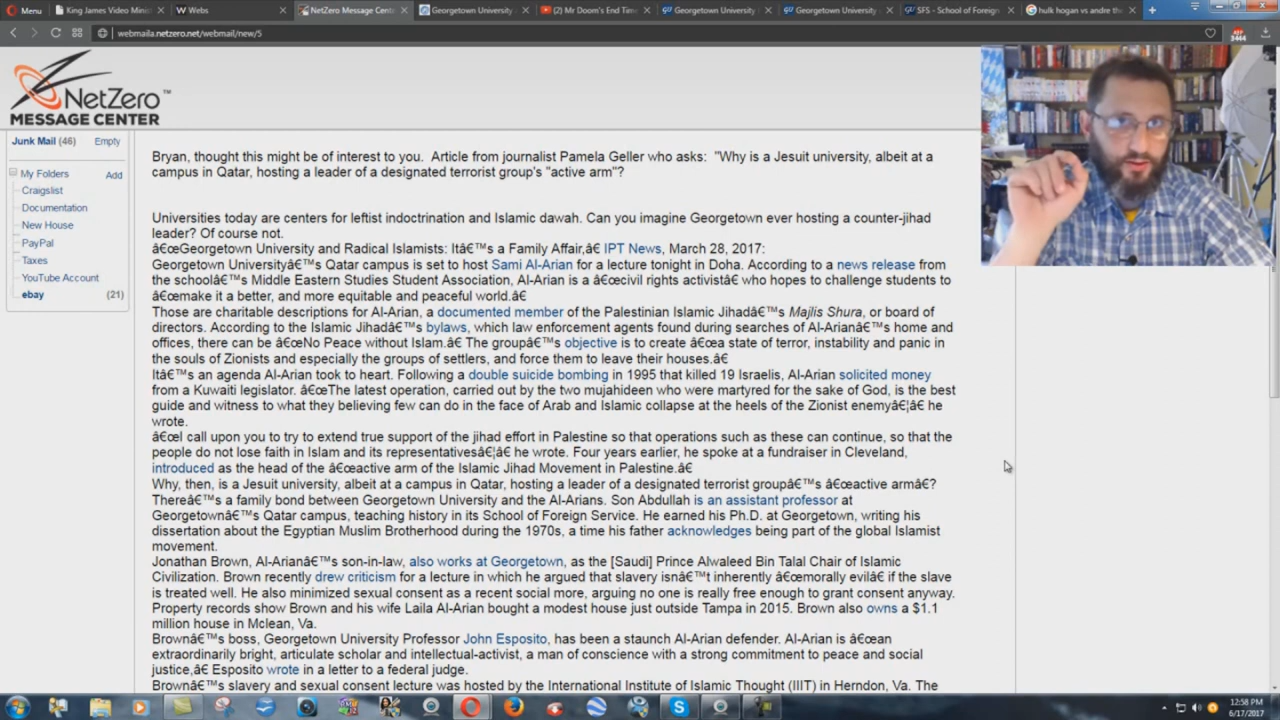 Menu
King James Video Minist
Webs
NetZero Message Cente
Georgetown University
(2) Mr Doom's End Time
Georgetown University
Georgetown University
SFS - School of Foreign
hulk hogan vs andre the
webmaila.netzero.net/webmail/new/5
3444
NetZero™
MESSAGE CENTER
Junk Mail (46) Empty
My Folders Add
Craigslist
Documentation
New House
PayPal
Taxes
YouTube Account
ebay (21)
Bryan, thought this might be of interest to you. Article from journalist Pamela Geller who asks: "Why is a Jesuit university, albeit at a
campus in Qatar, hosting a leader of a designated terrorist group's "active arm"?
Universities today are centers for leftist indoctrination and Islamic dawah. Can you imagine Georgetown ever hosting a counter-jihad
leader? Of course not.
â€œGeorgetown University and Radical Islamists: Itâ€™s a Family Affair,â€ IPT News, March 28, 2017:
Georgetown Universityâ€™s Qatar campus is set to host Sami Al-Arian for a lecture tonight in Doha. According to a news release from
the schoolâ€™s Middle Eastern Studies Student Association, Al-Arian is a â€œcivil rights activistâ€ who hopes to challenge students to
â€œmake it a better, and more equitable and peaceful world.â€
Those are charitable descriptions for Al-Arian, a documented member of the Palestinian Islamic Jihadâ€™s Majlis Shura, or board of
directors. According to the Islamic Jihadâ€™s bylaws, which law enforcement agents found during searches of Al-Arianâ€™s home and
offices, there can be â€œNo Peace without Islam.â€ The groupâ€™s objective is to create â€œa state of terror, instability and panic in
the souls of Zionists and especially the groups of settlers, and force them to leave their houses.â€
Itâ€™s an agenda Al-Arian took to heart. Following a double suicide bombing in 1995 that killed 19 Israelis, Al-Arian solicited money
from a Kuwaiti legislator. â€œThe latest operation, carried out by the two mujahideen who were martyred for the sake of God, is the best
guide and witness to what they believing few can do in the face of Arab and Islamic collapse at the heels of the Zionist enemyâ€¦â€ he
wrote.
â€œI call upon you to try to extend true support of the jihad effort in Palestine so that operations such as these can continue, so that the
people do not lose faith in Islam and its representativesâ€¦â€ he wrote. Four years earlier, he spoke at a fundraiser in Cleveland,
introduced as the head of the â€œactive arm of the Islamic Jihad Movement in Palestine.â€
Why, then, is a Jesuit university, albeit at a campus in Qatar, hosting a leader of a designated terrorist groupâ€™s â€œactive armâ€?
Thereâ€™s a family bond between Georgetown University and the Al-Arians. Son Abdullah is an assistant professor at
Georgetownâ€™s Qatar campus, teaching history in its School of Foreign Service. He earned his Ph.D. at Georgetown, writing his
dissertation about the Egyptian Muslim Brotherhood during the 1970s, a time his father acknowledges being part of the global Islamist
movement.
Jonathan Brown, Al-Arianâ€™s son-in-law, also works at Georgetown, as the [Saudi] Prince Alwaleed Bin Talal Chair of Islamic
Civilization. Brown recently drew criticism for a lecture in which he argued that slavery isnâ€™t inherently â€œmorally evilâ€ if the slave
is treated well. He also minimized sexual consent as a recent social more, arguing no one is really free enough to grant consent anyway.
Property records show Brown and his wife Laila Al-Arian bought a modest house just outside Tampa in 2015. Brown also owns a $1.1
million house in Mclean, Va.
Brownâ€™s boss, Georgetown University Professor John Esposito, has been a staunch Al-Arian defender. Al-Arian is â€œan
extraordinarily bright, articulate scholar and intellectual-activist, a man of conscience with a strong commitment to peace and social
justice,â€ Esposito wrote in a letter to a federal judge.
Brownâ€™s slavery and sexual consent lecture was hosted by the International Institute of Islamic Thought (IIIT) in Herndon, Va. The
12:58 PM
6/17/2017